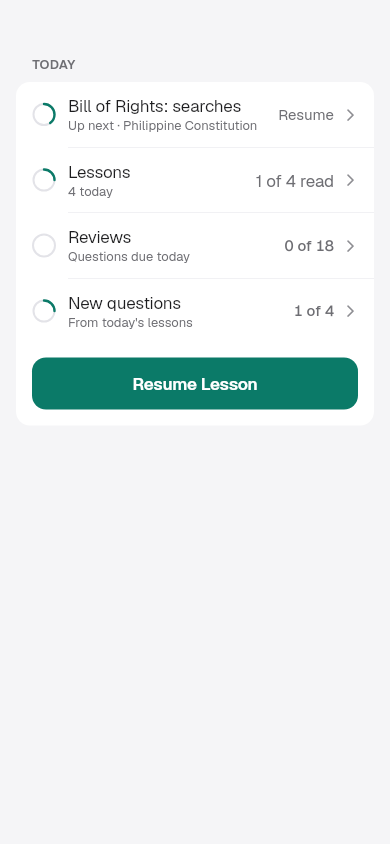 TODAY
Bill of Rights: searches
Up next · Philippine Constitution
Resume
Lessons
4 today
1 of 4 read
Reviews
Questions due today
0 of 18
New questions
From today's lessons
1 of 4
Resume Lesson